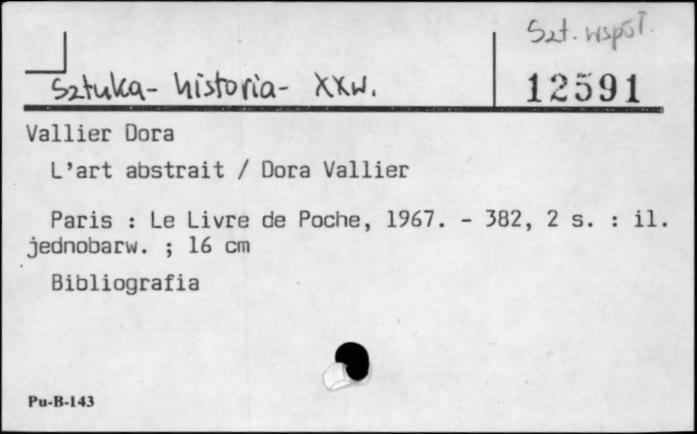 Szt. współ.
Sztuka- historia- XXw.
12591
Vallier Dora
L'art abstrait / Dora Vallier
Paris : Le Livre de Poche, 1967. - 382, 2 s. : il.
jednobarw. ; 16 cm
Bibliografia
Pu-B-143